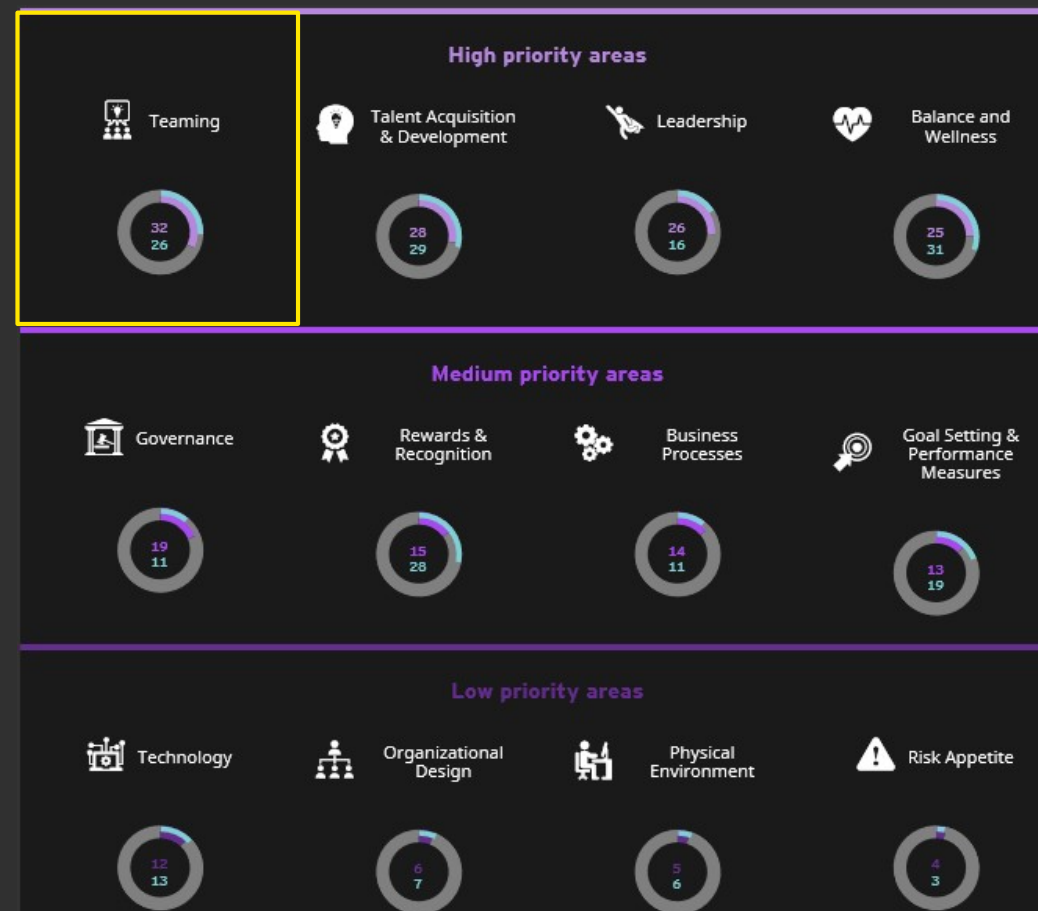 High priority areas
Teaming
Talent Acquisition
& Development
Leadership
Balance and
Wellness
32
26
28
29
26
16
25
31
Medium priority areas
Governance
Rewards &
Recognition
Business
Processes
Goal Setting &
Performance
Measures
19
11
15
28
14
11
13
19
Low priority areas
Technology
Organizational
Design
Physical
Environment
Risk Appetite
12
13
6
7
5
6
4
3